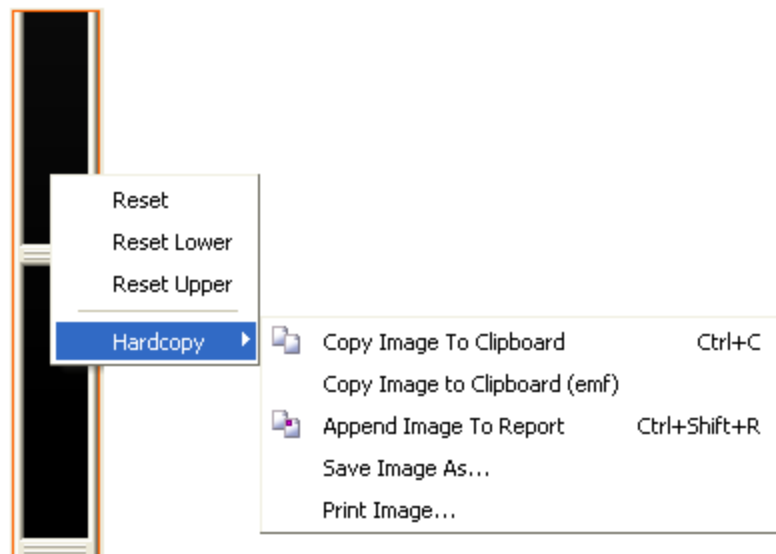 Reset
Reset Lower
Reset Upper
Hardcopy
Copy Image To Clipboard Ctrl+C
Copy Image to Clipboard (emf)
Append Image To Report Ctrl+Shift+R
Save Image As...
Print Image...